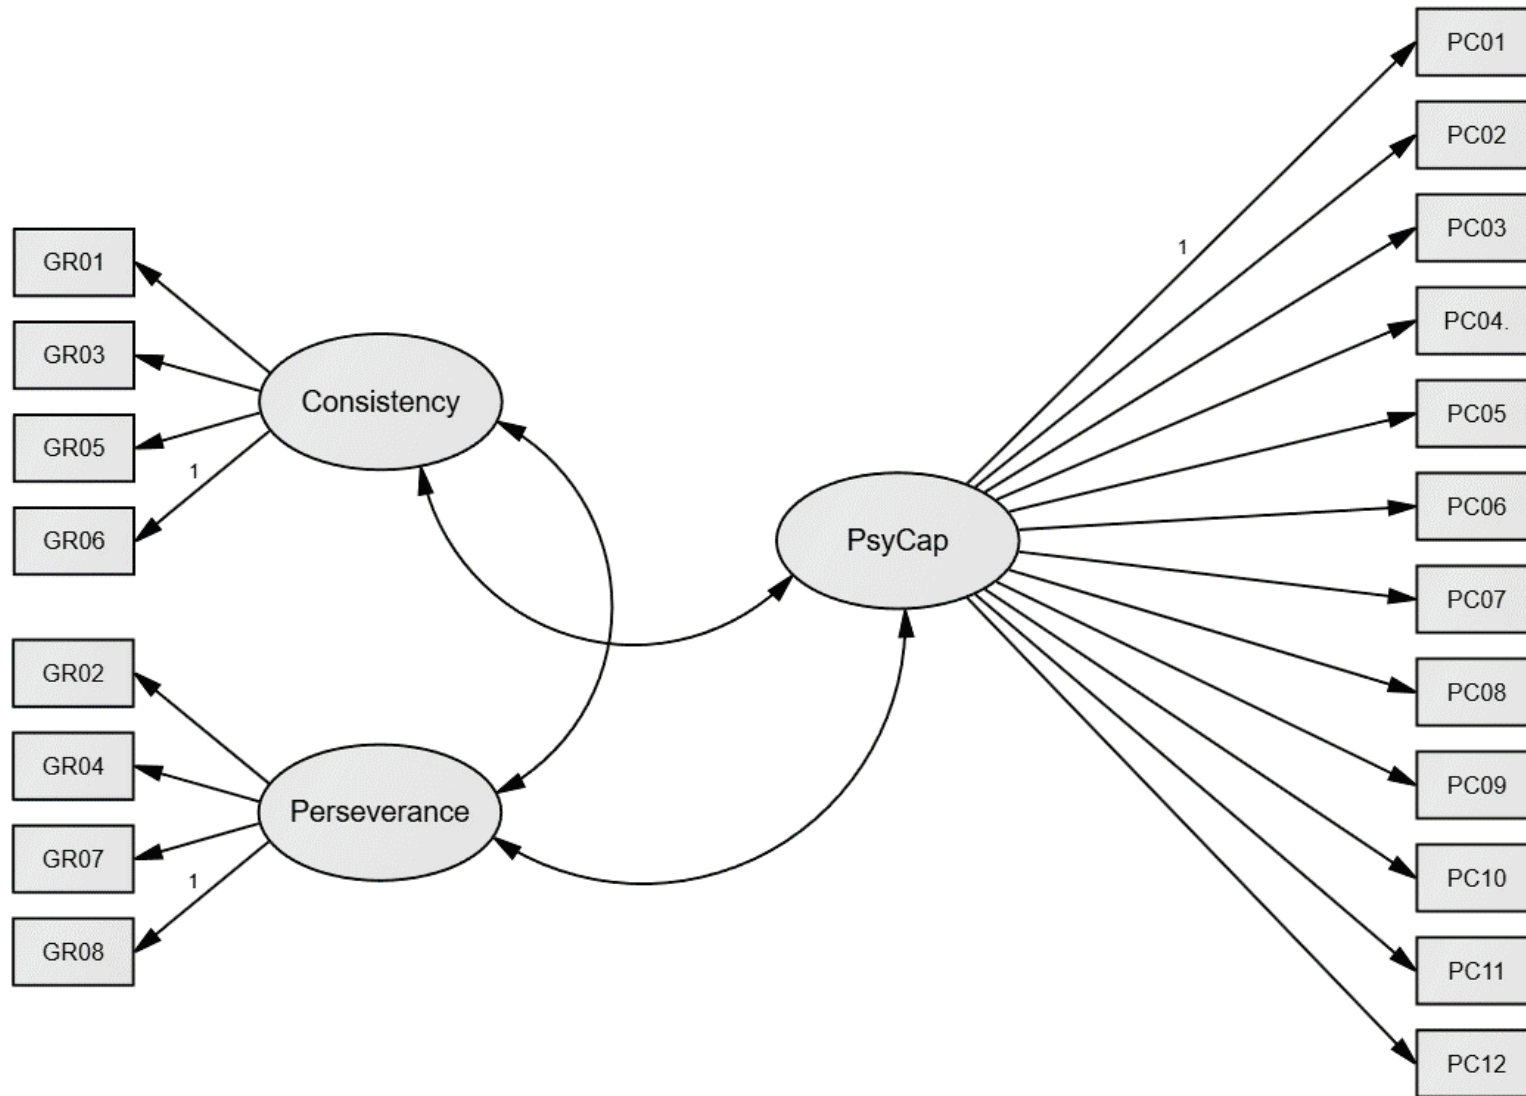 GR01
GR03
GR05
1
GR06
Consistency
GR02
GR04
GR07
1
GR08
Perseverance
PsyCap
1
PC01
PC02
PC03
PC04.
PC05
PC06
PC07
PC08
PC09
PC10
PC11
PC12